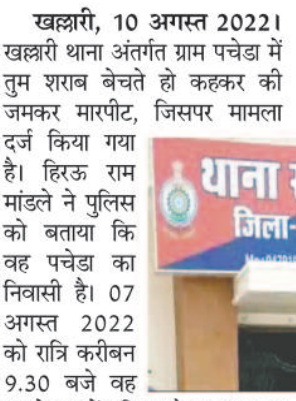 खल्लारी, 10 अगस्त 2022।
खल्लारी थाना अंतर्गत ग्राम पचेडा में
तुम शराब बेचते हो कहकर की
जमकर मारपीट, जिसपर मामला
दर्ज किया गया
है। हिरऊ राम
मांडले ने पुलिस
को बताया कि
वह पचेडा का
निवासी है। 07
अगस्त 2022
को रात्रि करीबन
9.30 बजे वह
थाना
जिला-